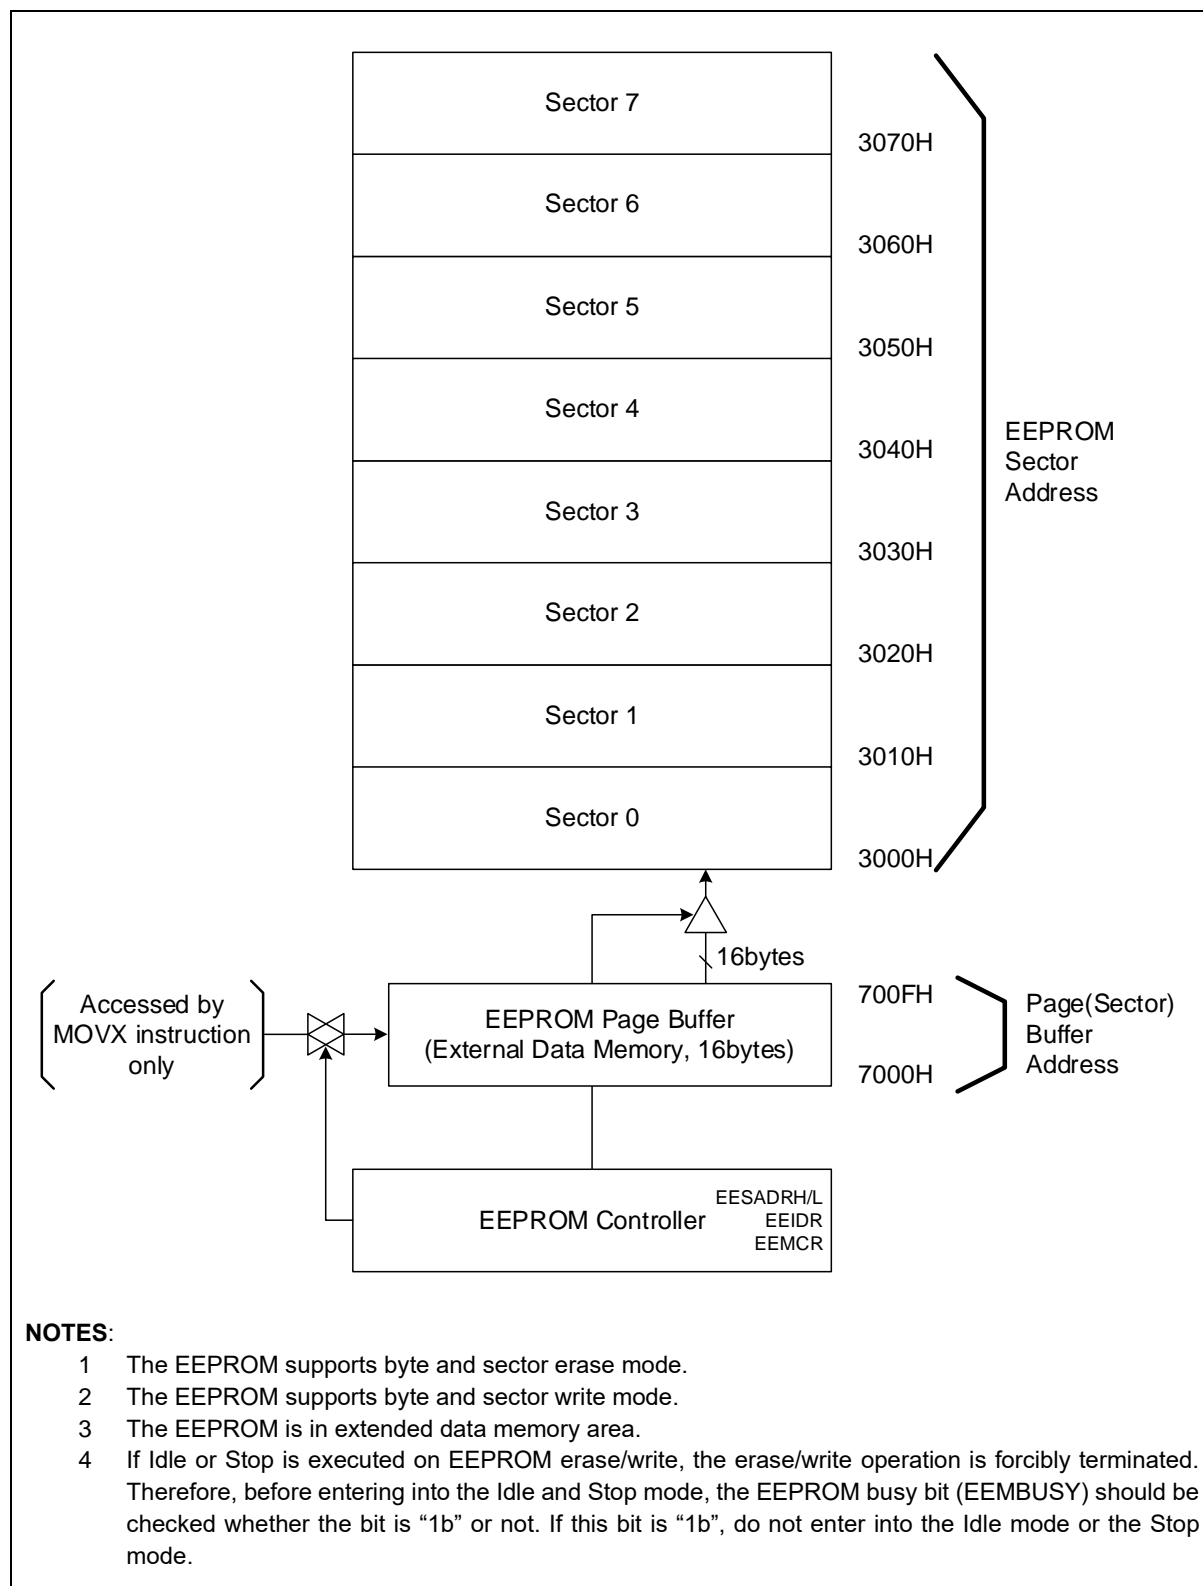 Sector 7
3070H
Sector 6
3060H
Sector 5
3050H
Sector 4
3040H
Sector 3
3030H
Sector 2
3020H
Sector 1
3010H
Sector 0
3000H
EEPROM
Sector
Address
16bytes
Accessed by
MOVX instruction
only
EEPROM Page Buffer
(External Data Memory, 16bytes)
700FH
7000H
Page(Sector)
Buffer
Address
EEPROM Controller
EESADRH/L
EEIDR
EEMCR
NOTES:
1 The EEPROM supports byte and sector erase mode.
2 The EEPROM supports byte and sector write mode.
3 The EEPROM is in extended data memory area.
4 If Idle or Stop is executed on EEPROM erase/write, the erase/write operation is forcibly terminated.
Therefore, before entering into the Idle and Stop mode, the EEPROM busy bit (EEMBUSY) should be
checked whether the bit is “1b” or not. If this bit is “1b”, do not enter into the Idle mode or the Stop
mode.